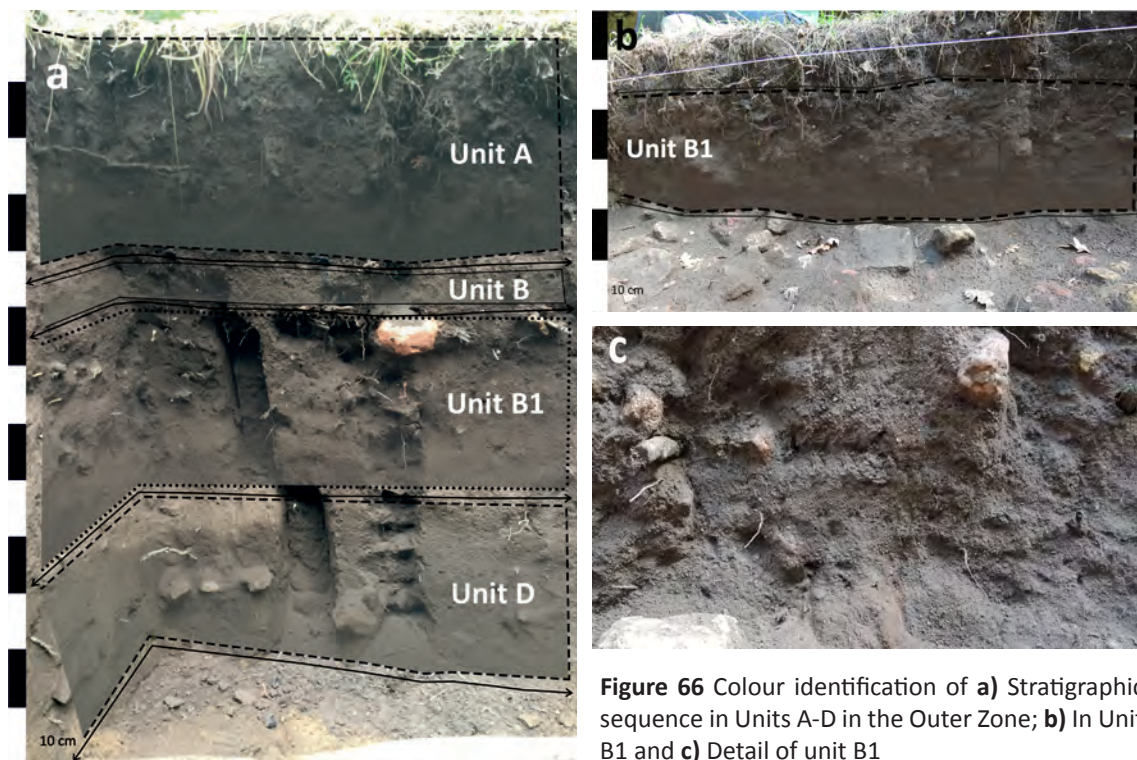 a
Unit A
Unit B
Unit B1
Unit D
10 cm
b
Unit B1
10 cm
c
Figure 66 Colour identification of a) Stratigraphic
sequence in Units A-D in the Outer Zone; b) In Unit
B1 and c) Detail of unit B1